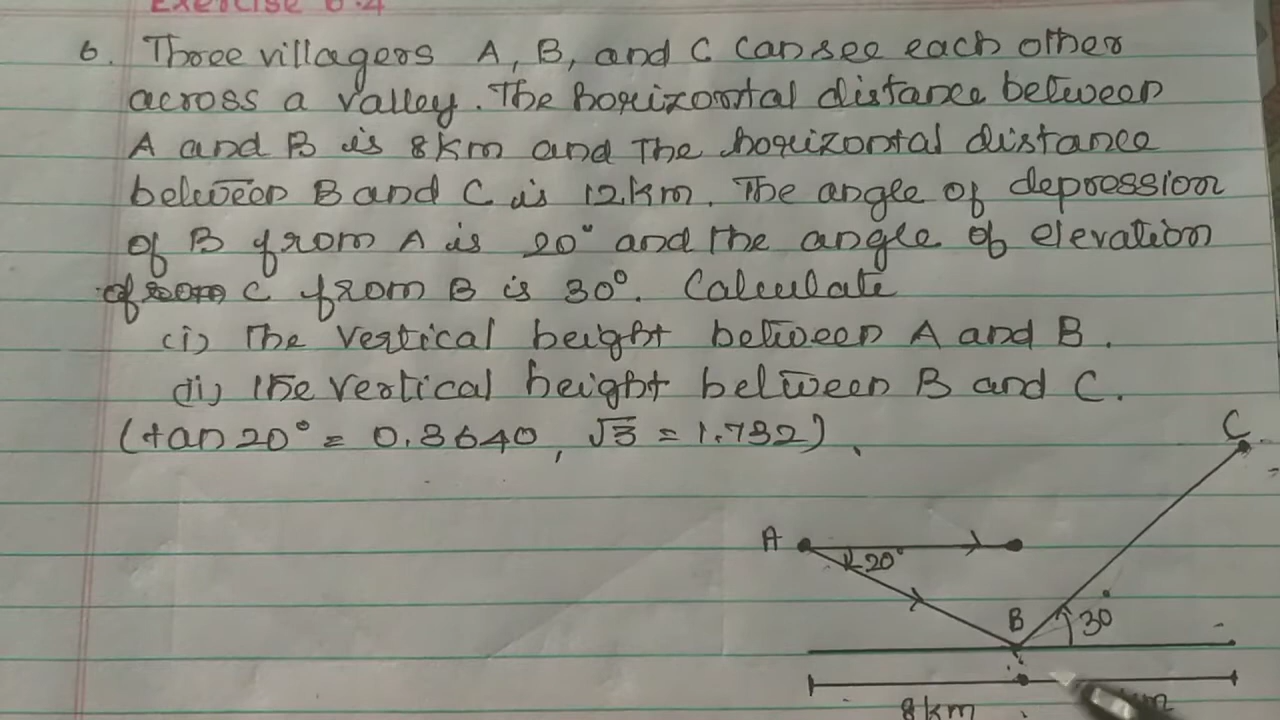 Exercise 6.4
6. Three villagers A, B, and C can see each other
across a valley. The horizontal distance between
A and B is 8km and The horizontal distance
between B and C is 12km. The angle of depression
of B from A is 20° and the angle of elevation
of C from B is 30°. Calculate
(i) The vertical height between A and B.
(ii) The vertical height between B and C.
(tan 20° = 0.3640, √3 = 1.732).
C
A
20°
B
30°
8km